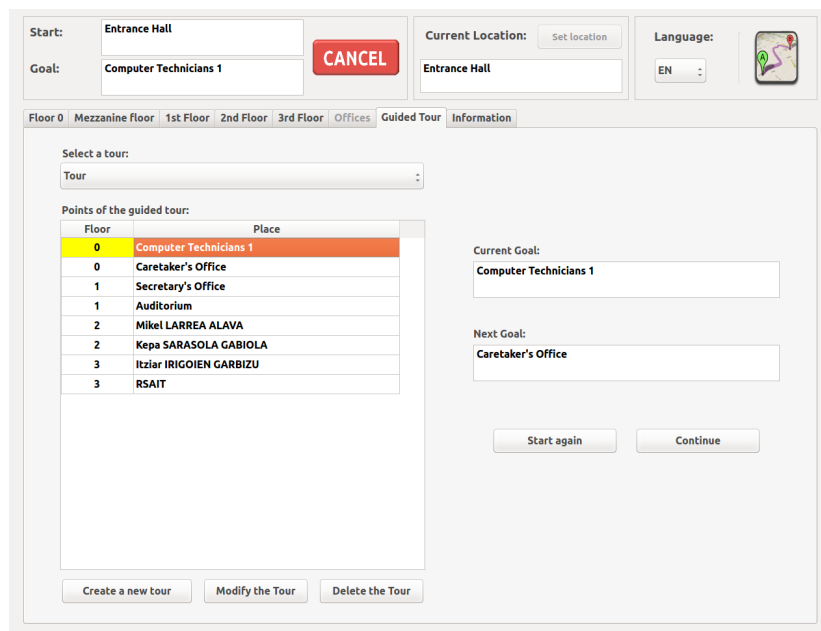 Start:
Entrance Hall
Goal:
Computer Technicians 1
CANCEL
Current Location:
Set location
Entrance Hall
Language:
EN
A
B
Floor 0
Mezzanine floor
1st Floor
2nd Floor
3rd Floor
Offices
Guided Tour
Information
Select a tour:
Tour
Points of the guided tour:
Floor Place
0 Computer Technicians 1
0 Caretaker's Office
1 Secretary's Office
1 Auditorium
2 Mikel LARREA ALAVA
2 Kepa SARASOLA GABIOLA
3 Itziar IRIGOIEN GARBIZU
3 RSAIT
Current Goal:
Computer Technicians 1
Next Goal:
Caretaker's Office
Start again
Continue
Create a new tour
Modify the Tour
Delete the Tour